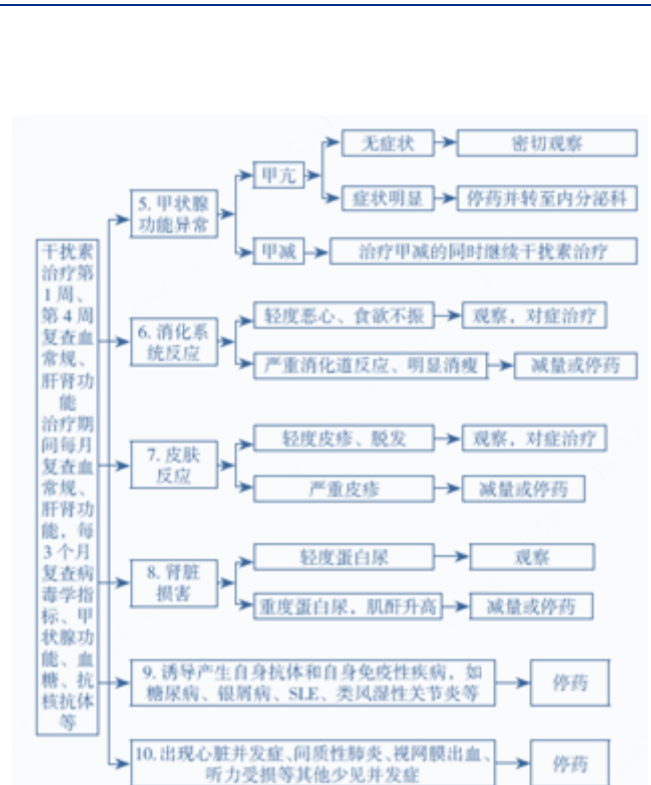 干扰素
治疗第
1周、
第4周
复查血
常规、
肝肾功
能
治疗期
间每月
复查血
常规、
肝肾功
能，每
3个月
复查病
毒学指
标、甲
状腺功
能、血
糖、抗
核抗体
等
5. 甲状腺
功能异常
甲亢
无症状
密切观察
症状明显
停药并转至内分泌科
甲减
治疗甲减的同时继续干扰素治疗
6. 消化系
统反应
轻度恶心、食欲不振
观察，对症治疗
严重消化道反应、明显消瘦
减量或停药
7. 皮肤
反应
轻度皮疹、脱发
观察，对症治疗
严重皮疹
减量或停药
8. 肾脏
损害
轻度蛋白尿
观察
重度蛋白尿，肌酐升高
减量或停药
9. 诱导产生自身抗体和自身免疫性疾病，如
糖尿病、银屑病、SLE、类风湿性关节炎等
停药
10. 出现心脏并发症、间质性肺炎、视网膜出血、
听力受损等其他少见并发症
停药